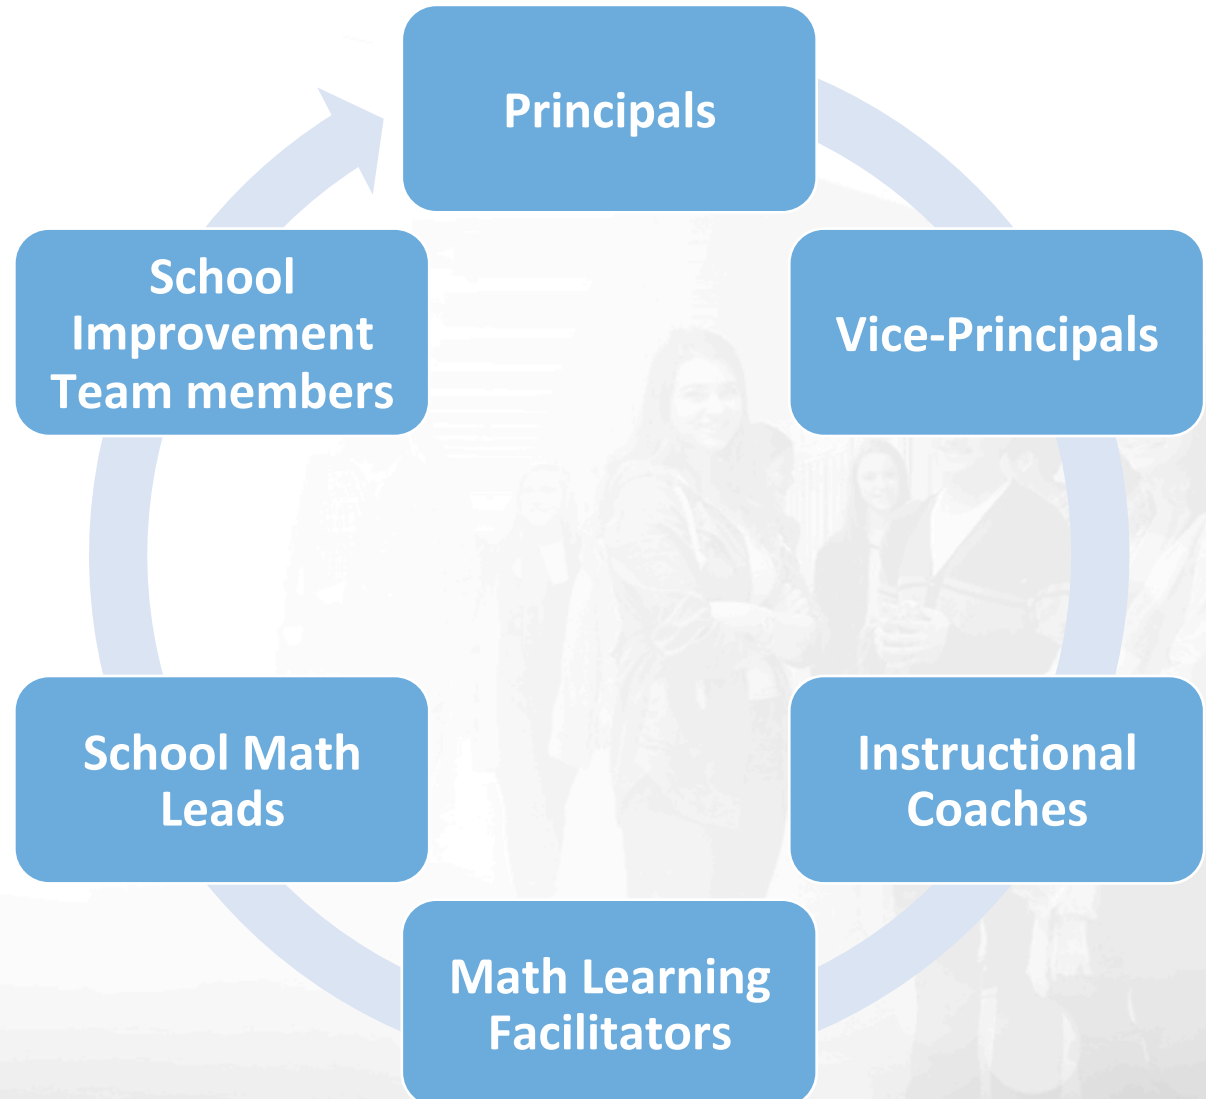 Principals
Vice-Principals
Instructional
Coaches
Math Learning
Facilitators
School Math
Leads
School
Improvement
Team members